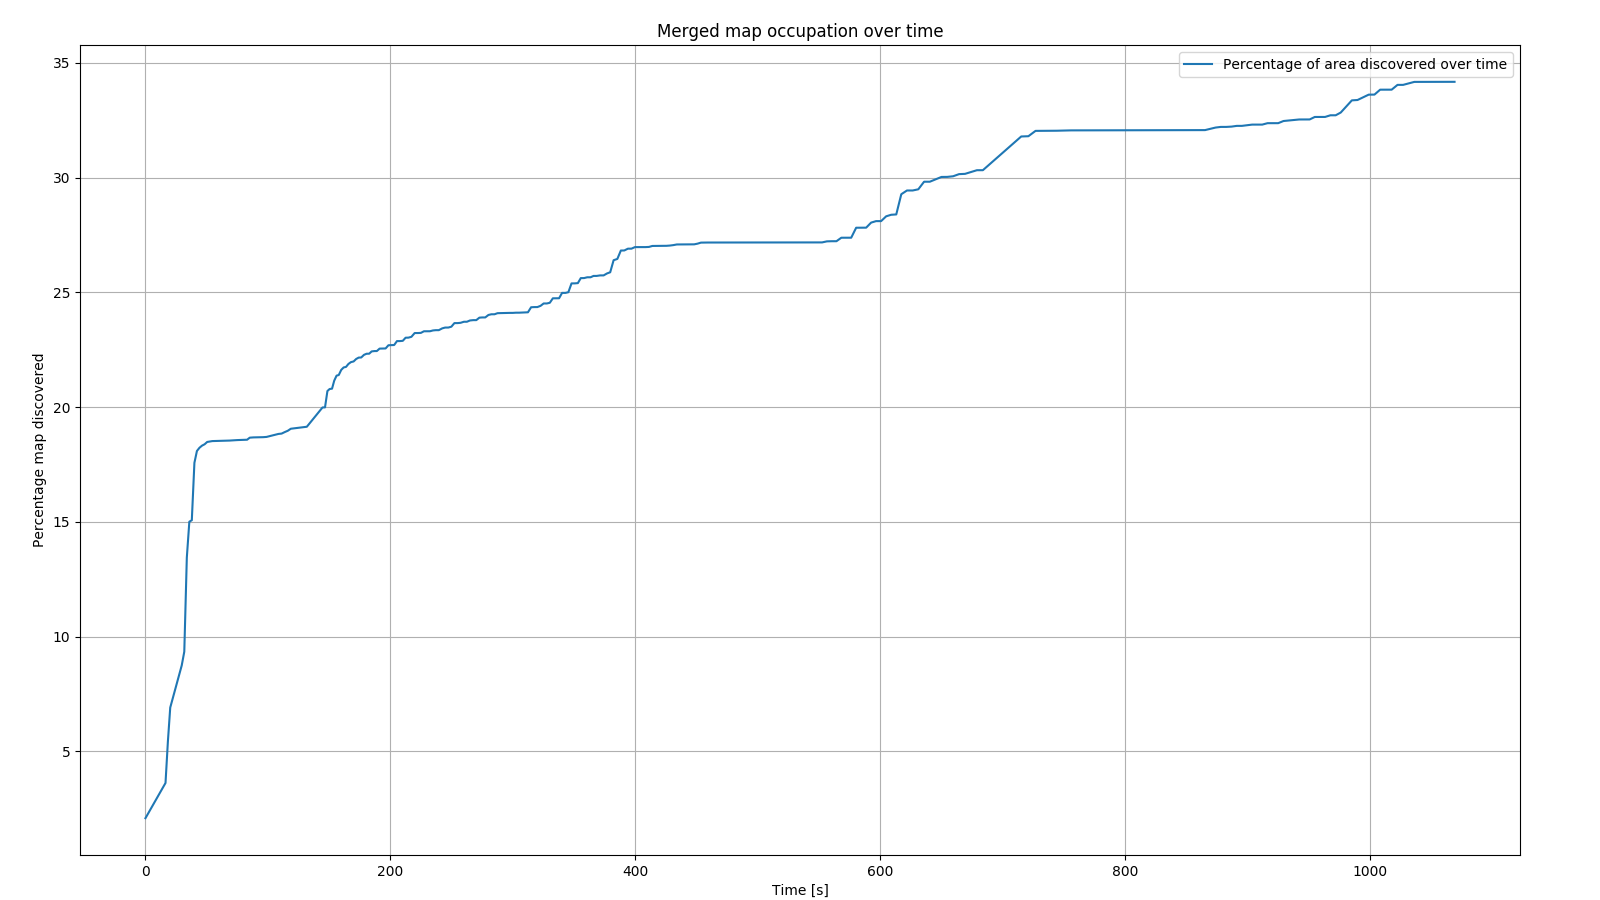 Merged map occupation over time
Percentage of area discovered over time
35
30
25
20
15
10
5
Percentage map discovered
0 200 400 600 800 1000
Time [s]